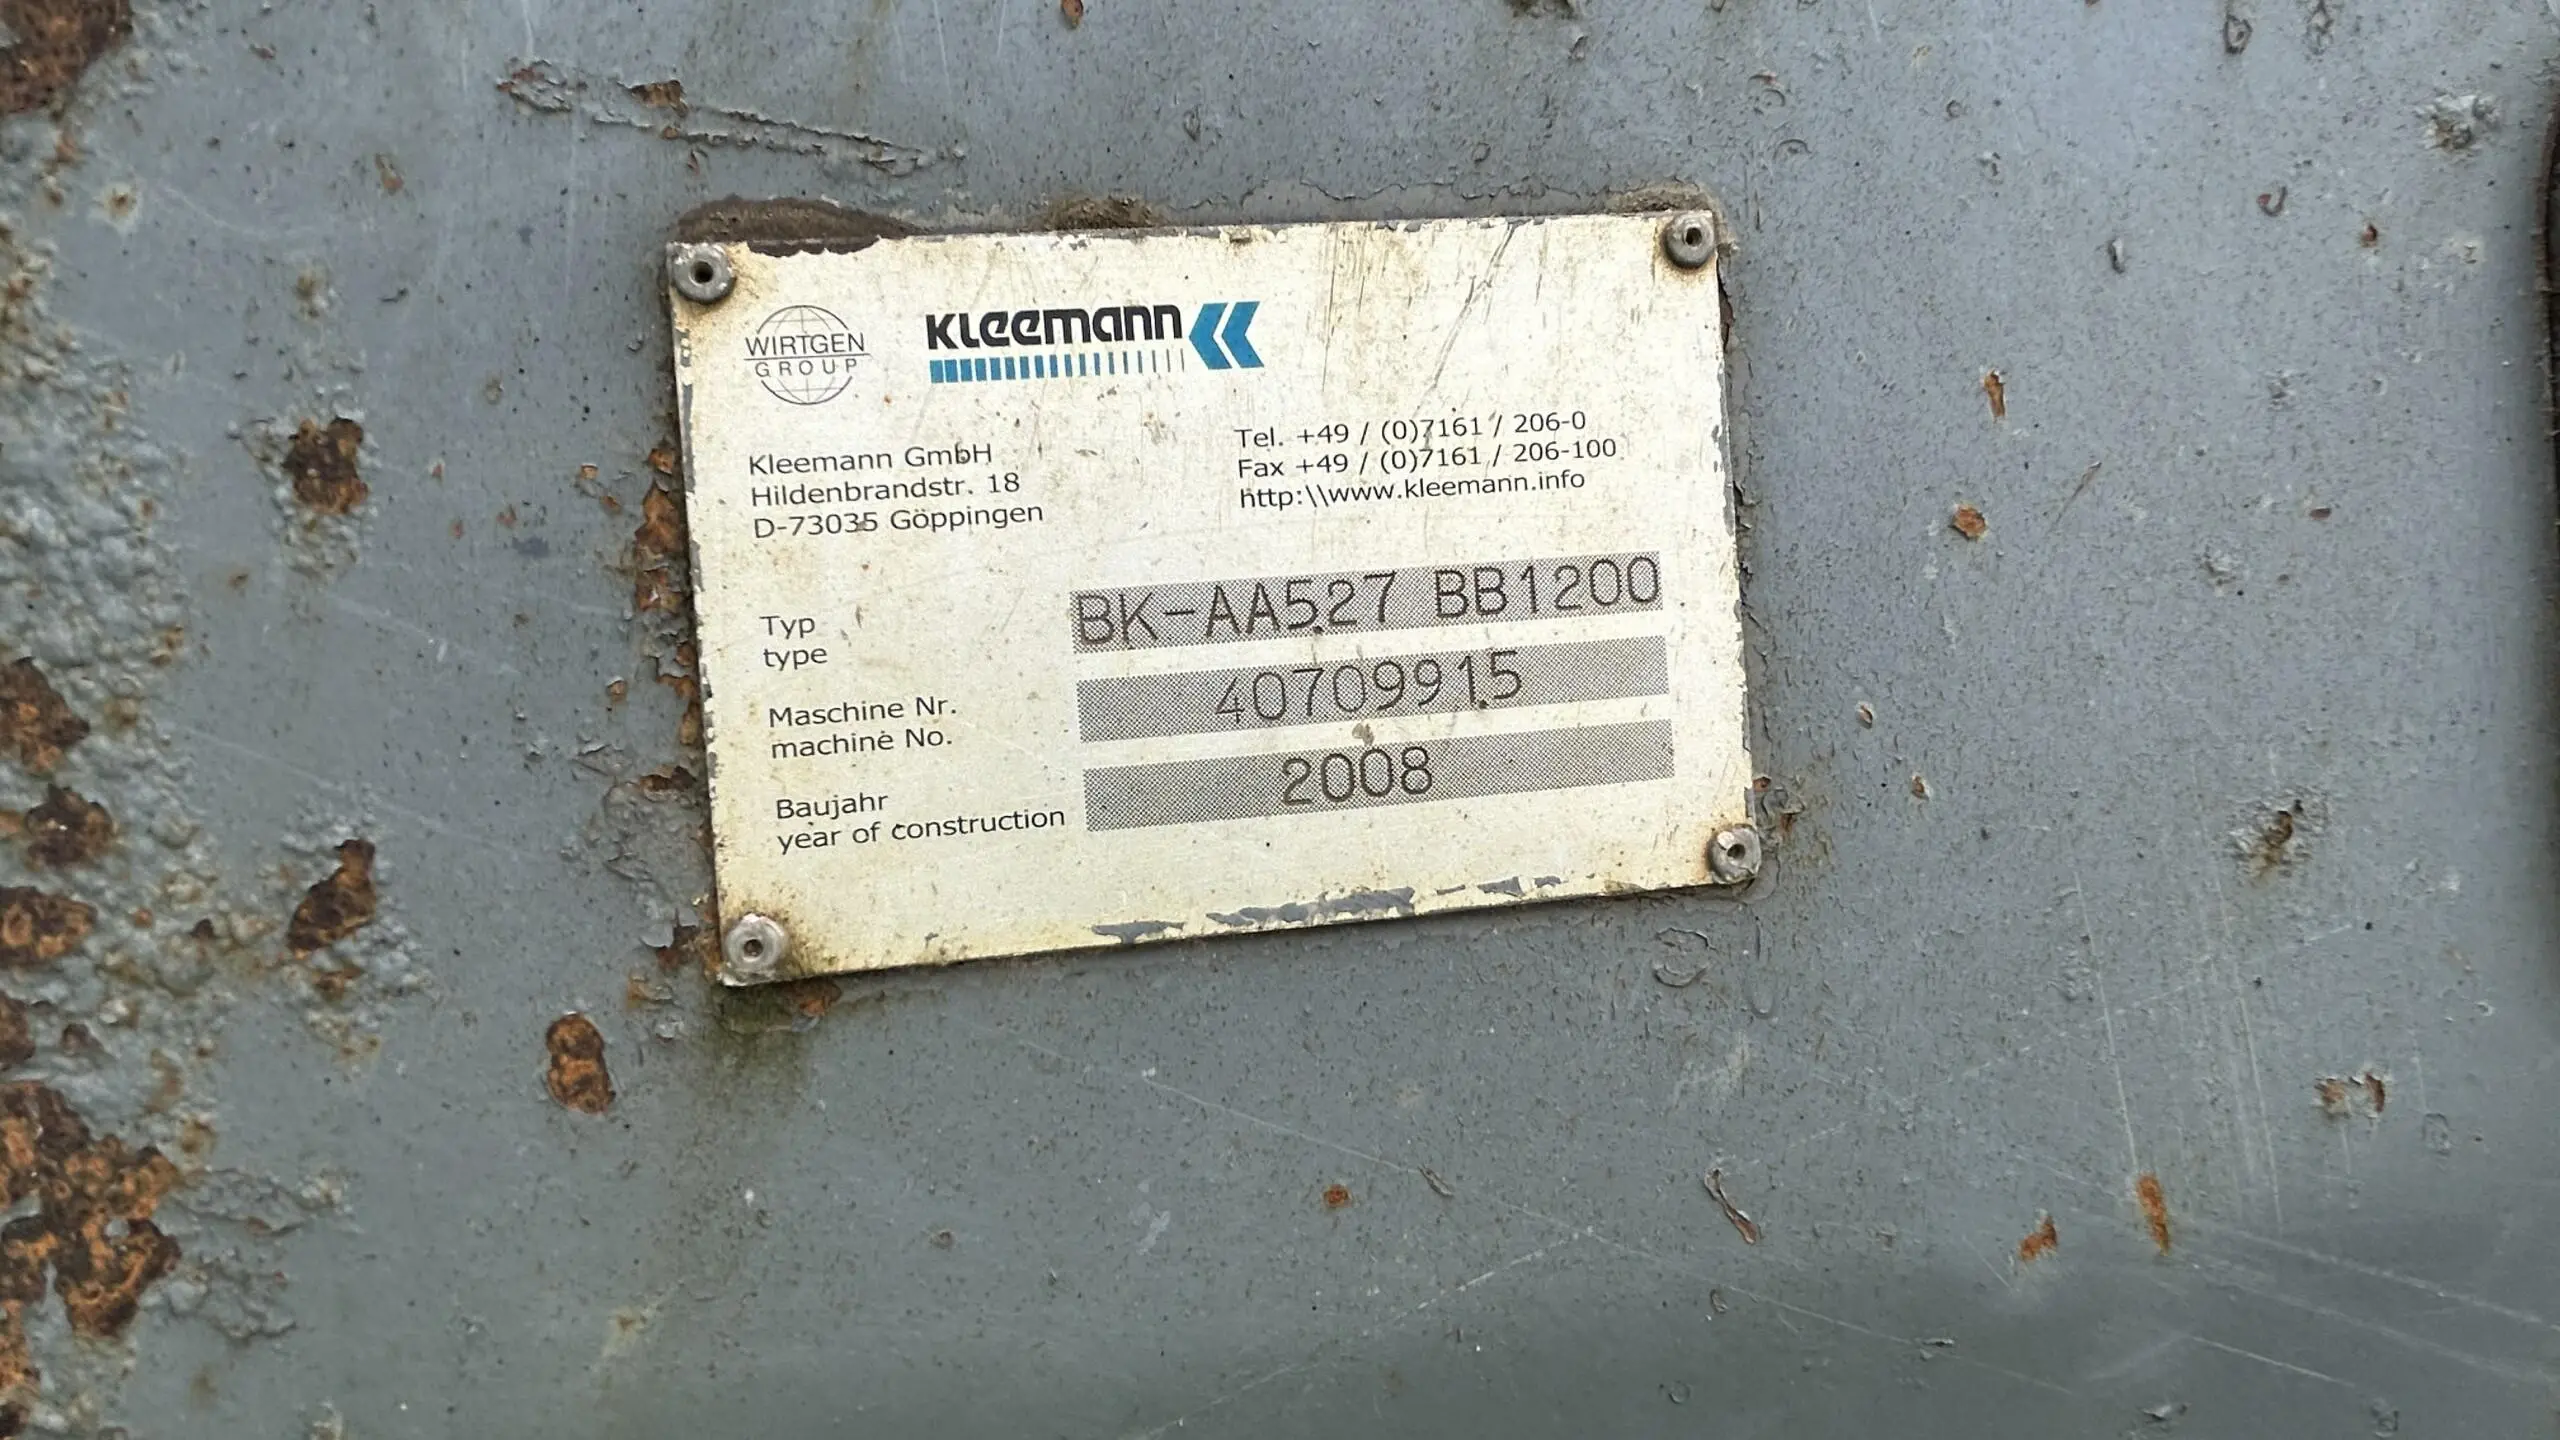 WIRTGEN
GROUP
Kleemann
Kleemann GmbH
Hildenbrandstr. 18
D-73035 Göppingen
Tel. +49 / (0)7161 / 206-0
Fax +49 / (0)7161 / 206-100
http:\\www.kleemann.info
Typ
type
BK-AA527 BB1200
Maschine Nr.
machine No.
40709915
Baujahr
year of construction
2008